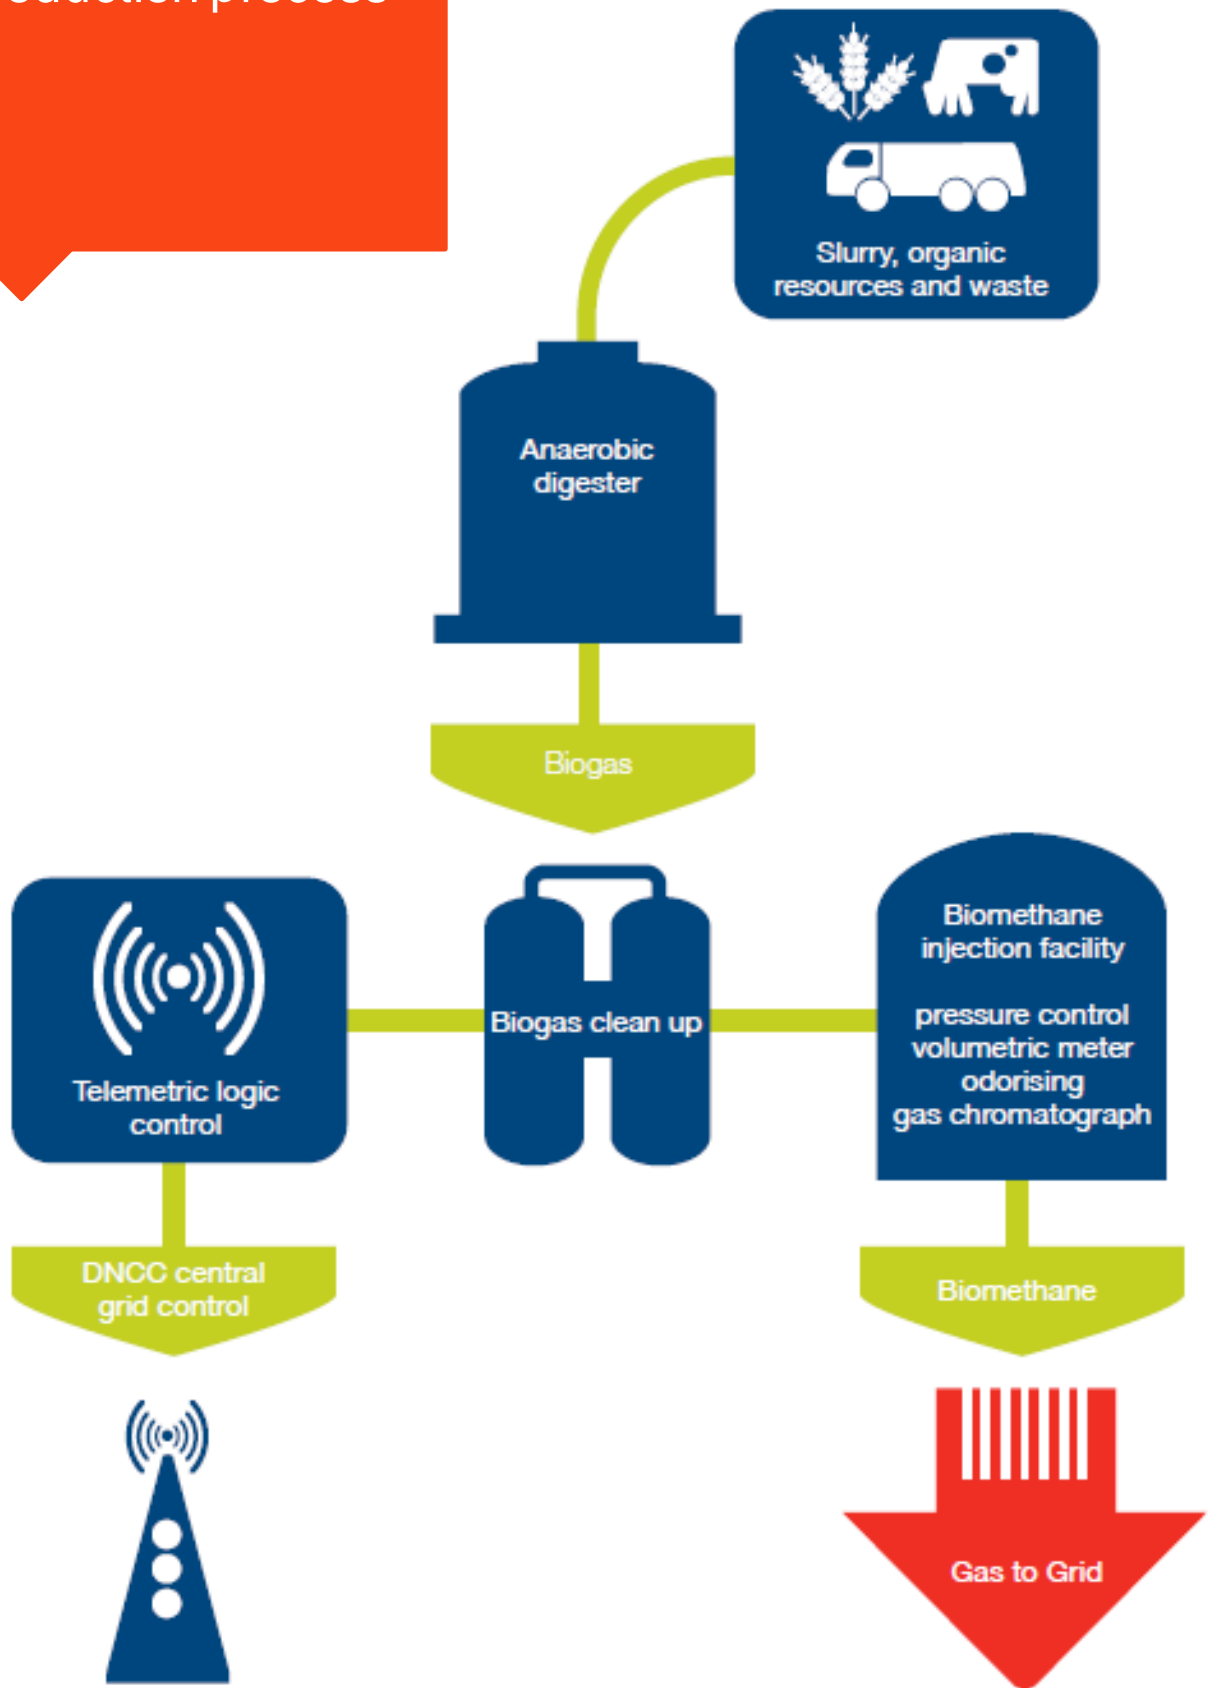 process
Slurry, organic
resources and waste
Anaerobic
digester
Biogas
Telemetric logic
control
Biogas clean up
Biomethane
injection facility
pressure control
volumetric meter
odorising
gas chromatograph
DNCC central
grid control
Biomethane
Gas to Grid